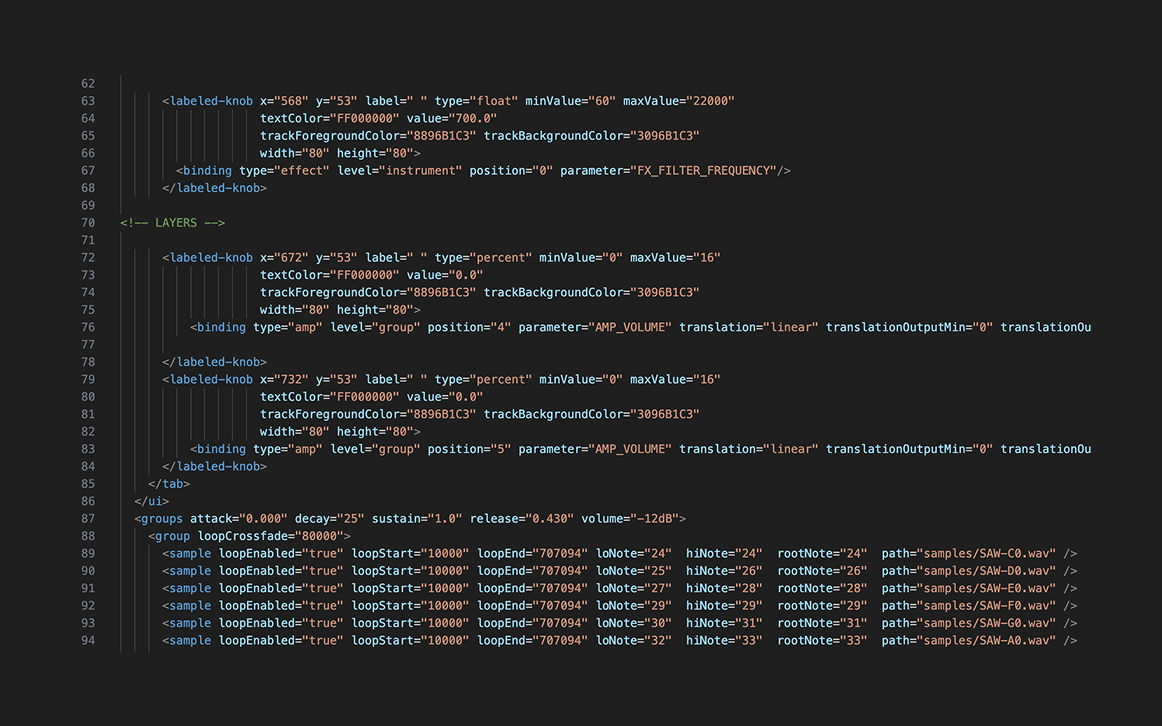 62
63 <labeled-knob x="568" y="53" label=" " type="float" minValue="60" maxValue="22000"
64 textColor="FF000000" value="700.0"
65 trackForegroundColor="8896B1C3" trackBackgroundColor="3096B1C3"
66 width="80" height="80">
67 <binding type="effect" level="instrument" position="0" parameter="FX_FILTER_FREQUENCY"/>
68 </labeled-knob>
69
70 <!-- LAYERS -->
71
72 <labeled-knob x="672" y="53" label=" " type="percent" minValue="0" maxValue="16"
73 textColor="FF000000" value="0.0"
74 trackForegroundColor="8896B1C3" trackBackgroundColor="3096B1C3"
75 width="80" height="80">
76 <binding type="amp" level="group" position="4" parameter="AMP_VOLUME" translation="linear" translationOutputMin="0" translationOu
77
78 </labeled-knob>
79 <labeled-knob x="732" y="53" label=" " type="percent" minValue="0" maxValue="16"
80 textColor="FF000000" value="0.0"
81 trackForegroundColor="8896B1C3" trackBackgroundColor="3096B1C3"
82 width="80" height="80">
83 <binding type="amp" level="group" position="5" parameter="AMP_VOLUME" translation="linear" translationOutputMin="0" translationOu
84 </labeled-knob>
85 </tab>
86 </ui>
87 <groups attack="0.000" decay="25" sustain="1.0" release="0.430" volume="-12dB">
88 <group loopCrossfade="80000">
89 <sample loopEnabled="true" loopStart="10000" loopEnd="707094" loNote="24" hiNote="24" rootNote="24" path="samples/SAW-C0.wav" />
90 <sample loopEnabled="true" loopStart="10000" loopEnd="707094" loNote="25" hiNote="26" rootNote="26" path="samples/SAW-D0.wav" />
91 <sample loopEnabled="true" loopStart="10000" loopEnd="707094" loNote="27" hiNote="28" rootNote="28" path="samples/SAW-E0.wav" />
92 <sample loopEnabled="true" loopStart="10000" loopEnd="707094" loNote="29" hiNote="29" rootNote="29" path="samples/SAW-F0.wav" />
93 <sample loopEnabled="true" loopStart="10000" loopEnd="707094" loNote="30" hiNote="31" rootNote="31" path="samples/SAW-G0.wav" />
94 <sample loopEnabled="true" loopStart="10000" loopEnd="707094" loNote="32" hiNote="33" rootNote="33" path="samples/SAW-A0.wav" />